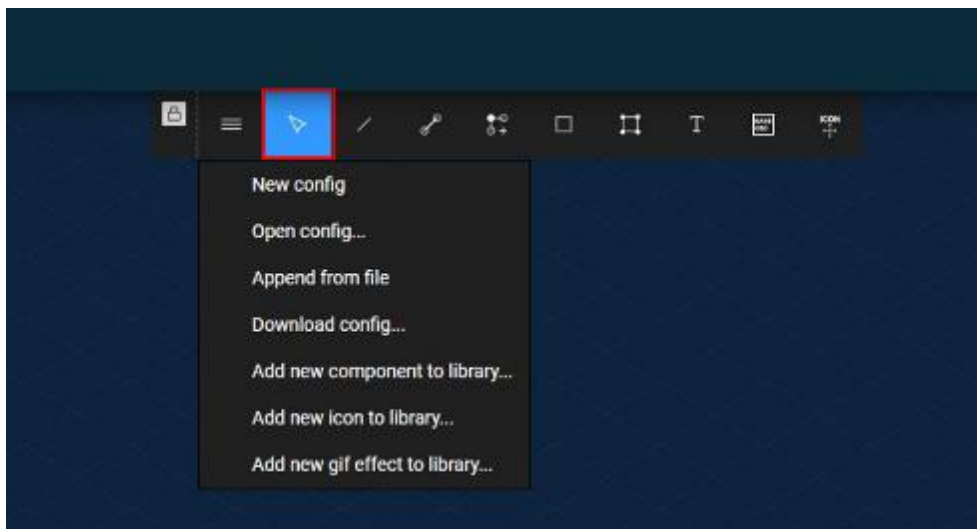 T
ICON
New config
Open config...
Append from file
Download config...
Add new component to library...
Add new icon to library...
Add new gif effect to library...